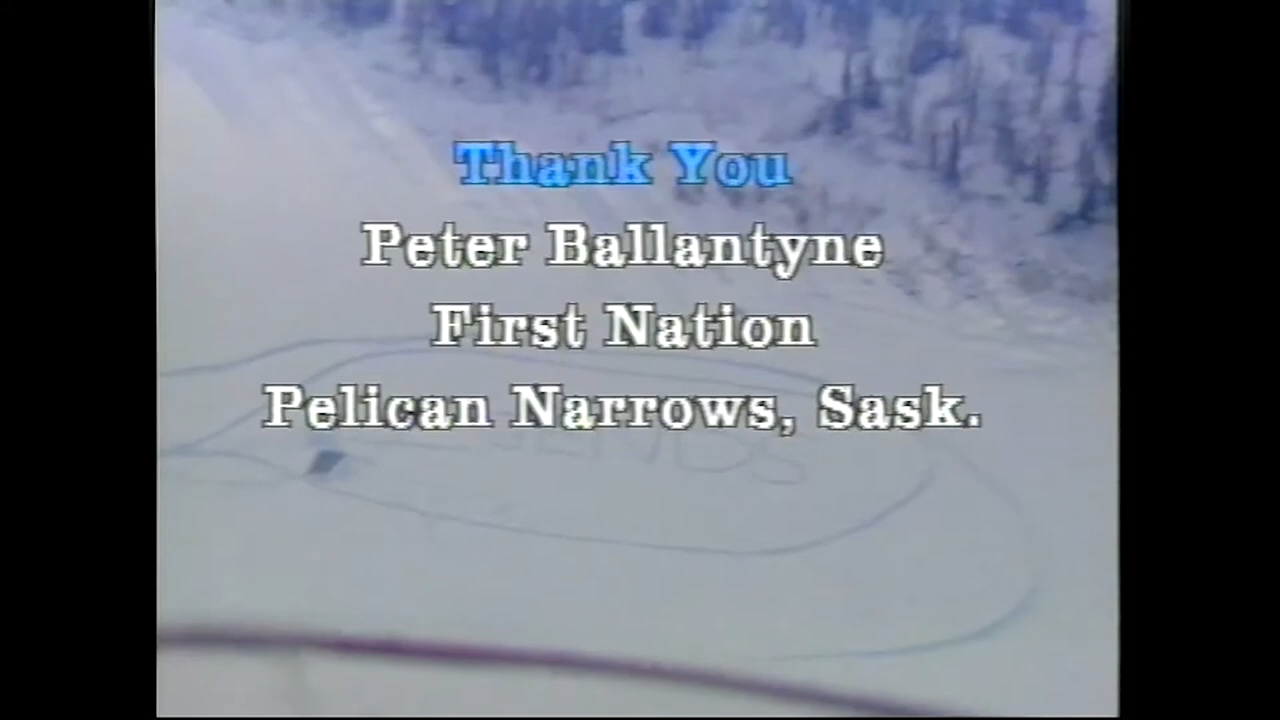 Thank You
Peter Ballantyne
First Nation
Pelican Narrows, Sask.